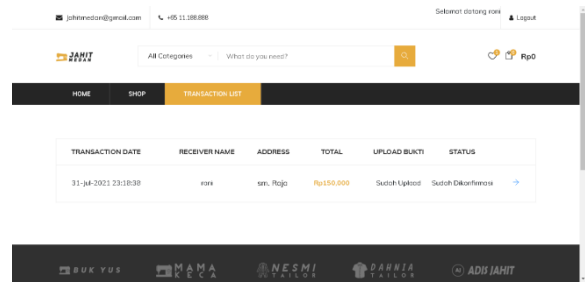 Selamat datang roni
jahitmedan@gmail.com +65 11.188.888 Logout
JAHIT MEDAN All Categories What do you need? Rp0
HOME SHOP TRANSACTION LIST
TRANSACTION DATE RECEIVER NAME ADDRESS TOTAL UPLOAD BUKTI STATUS
31-Jul-2021 23:18:38 roni sm. Raja Rp150,000 Sudah Upload Sudah Dikonfirmasi
BUK YUS MAMA KECA NESMI TAILOR DAHNIA TAILOR ADIS JAHIT